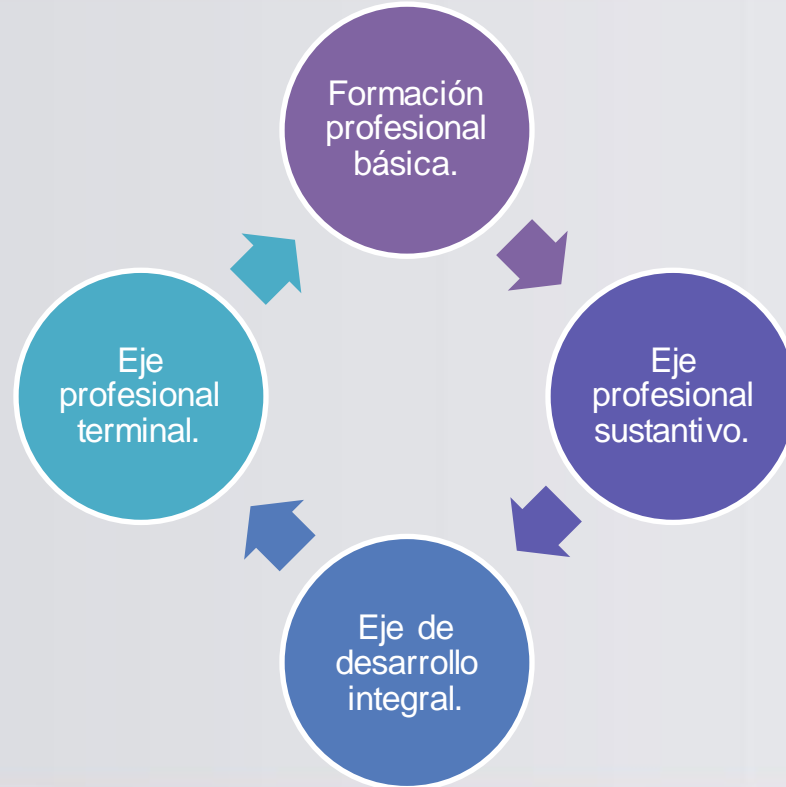 Formación
profesional
básica.
Eje
profesional
sustantivo.
Eje de
desarrollo
integral.
Eje
profesional
terminal.